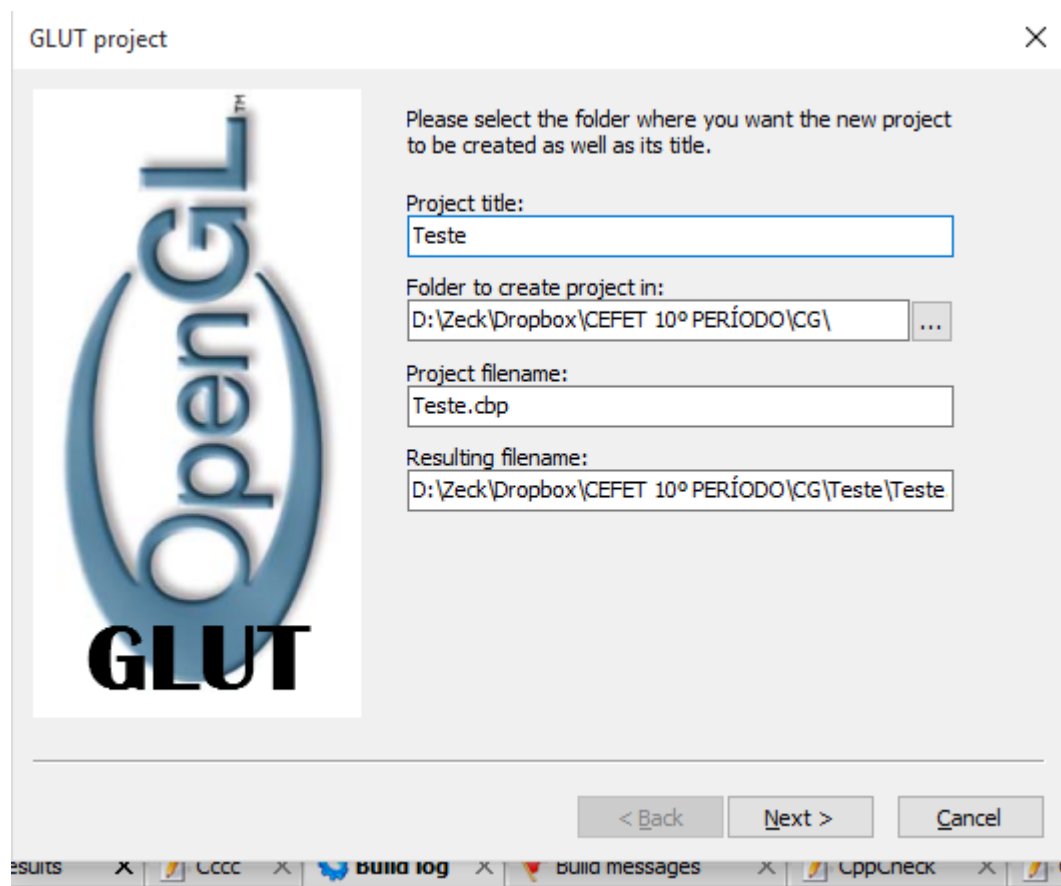 GLUT project
OpenGL™
GLUT
Please select the folder where you want the new project
to be created as well as its title.
Project title:
Teste
Folder to create project in:
D:\Zeck\Dropbox\CEFET 10º PERÍODO\CG\
...
Project filename:
Teste.cbp
Resulting filename:
D:\Zeck\Dropbox\CEFET 10º PERÍODO\CG\Teste\Teste
< Back Next > Cancel
Cccc Build log Build messages CppCheck